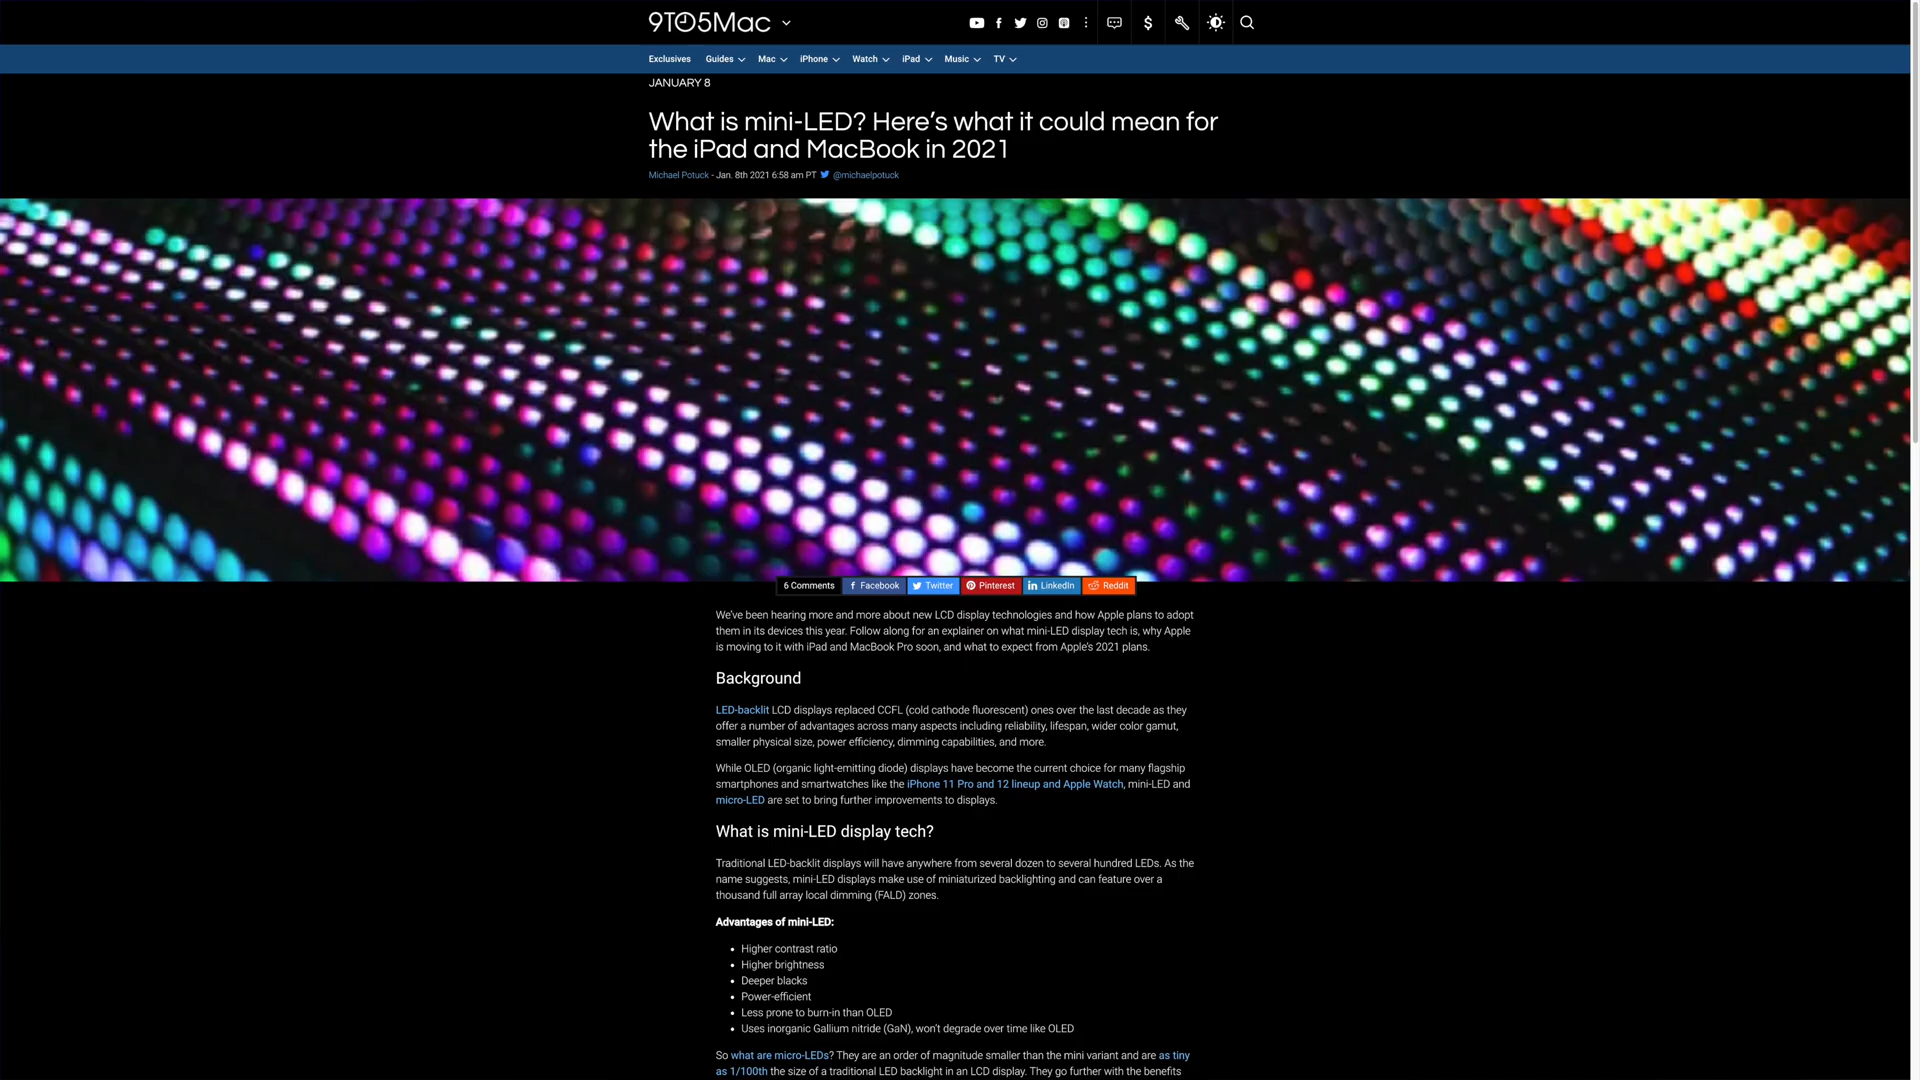 9TO5Mac
Exclusives Guides Mac iPhone Watch iPad Music TV
JANUARY 8
What is mini-LED? Here's what it could mean for
the iPad and MacBook in 2021
Michael Potuck - Jan. 8th 2021 6:58 am PT @michaelpotuck
6 Comments Facebook Twitter Pinterest LinkedIn Reddit
We've been hearing more and more about new LCD display technologies and how Apple plans to adopt
them in its devices this year. Follow along for an explainer on what mini-LED display tech is, why Apple
is moving to it with iPad and MacBook Pro soon, and what to expect from Apple's 2021 plans.
Background
LED-backlit LCD displays replaced CCFL (cold cathode fluorescent) ones over the last decade as they
offer a number of advantages across many aspects including reliability, lifespan, wider color gamut,
smaller physical size, power efficiency, dimming capabilities, and more.
While OLED (organic light-emitting diode) displays have become the current choice for many flagship
smartphones and smartwatches like the iPhone 11 Pro and 12 lineup and Apple Watch, mini-LED and
micro-LED are set to bring further improvements to displays.
What is mini-LED display tech?
Traditional LED-backlit displays will have anywhere from several dozen to several hundred LEDs. As the
name suggests, mini-LED displays make use of miniaturized backlighting and can feature over a
thousand full array local dimming (FALD) zones.
Advantages of mini-LED:
• Higher contrast ratio
• Higher brightness
• Deeper blacks
• Power-efficient
• Less prone to burn-in than OLED
• Uses inorganic Gallium nitride (GaN), won't degrade over time like OLED
So what are micro-LEDs? They are an order of magnitude smaller than the mini variant and are as tiny
as 1/100th the size of a traditional LED backlight in an LCD display. They go further with the benefits